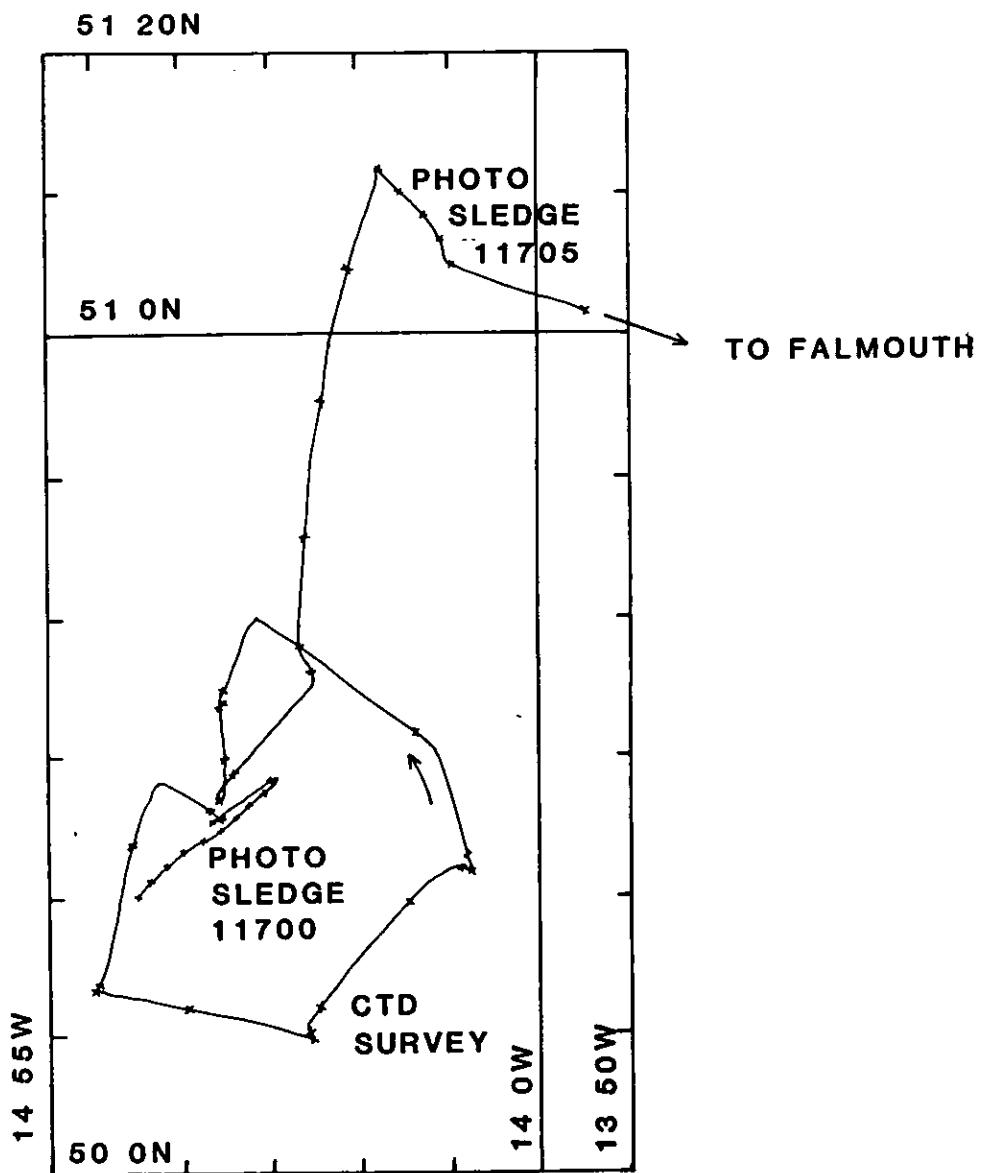 51 20N
PHOTO
SLEDGE
11705
51 0N
TO FALMOUTH
PHOTO
SLEDGE
11700
CTD
SURVEY
14 55W
14 0W
13 50W
50 0N